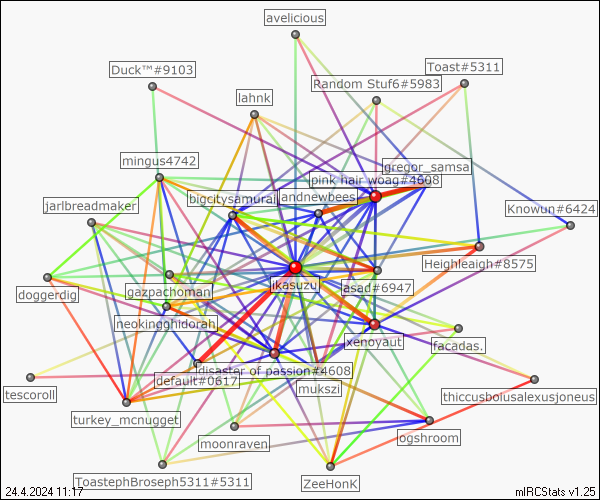 avelicious
Toast#5311
Duck™#9103
Random Stuf6#5983
lahnk
mingus4742
gregor_samsa
pink hair woag#4608
bigcitysamurai
andnewbees
jarlbreadmaker
Knowun#6424
Heighleaigh#8575
ikasuzu
asad#6947
doggerdig
gazpachoman
neokingghidorah
xenoyaut
facadas.
disaster of passion#4608
default#0617
mukszi
tescoroll
thiccusboiusalexusjoneus
turkey_mcnugget
moonraven
ogshroom
ToastephBroseph5311#5311
ZeeHonK
24.4.2024 11:17
mIRCStats v1.25